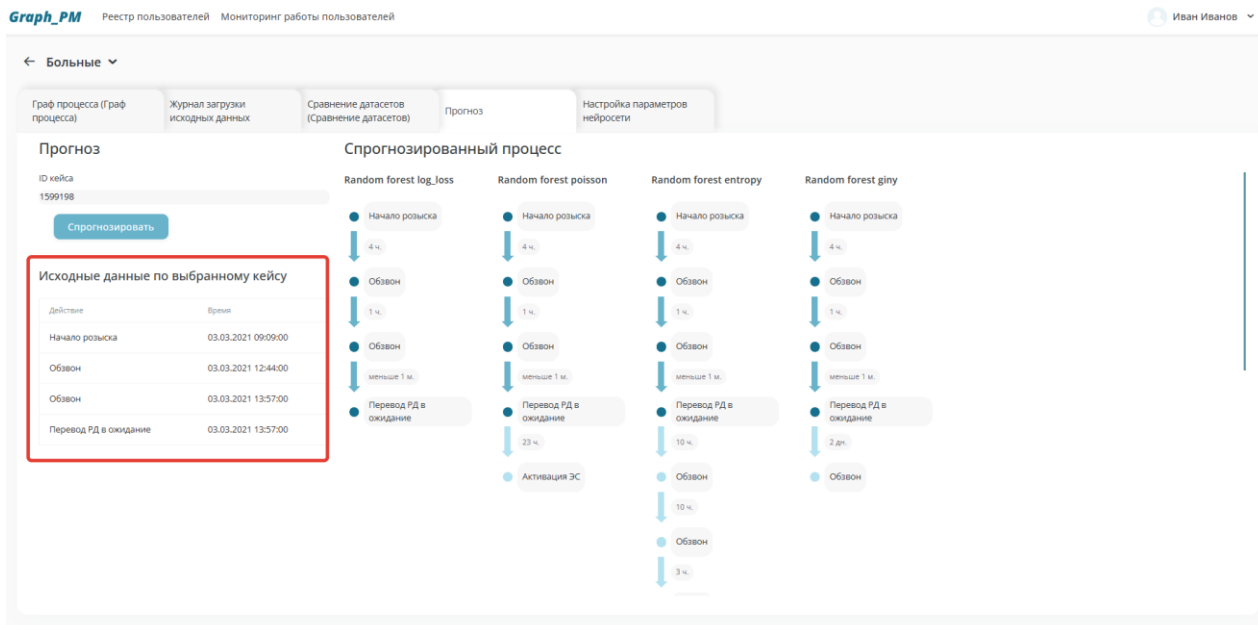 Graph_PM Реестр пользователей Мониторинг работы пользователей Иван Иванов
← Больные
Граф процесса (Граф процесса)
Журнал загрузки исходных данных
Сравнение датасетов (Сравнение датасетов)
Прогноз
Настройка параметров нейросети
Прогноз
ID кейса
1599198
Спрогнозировать
Исходные данные по выбранному кейсу
Действие Время
Начало розыска 03.03.2021 09:09:00
Обзвон 03.03.2021 12:44:00
Обзвон 03.03.2021 13:57:00
Перевод РД в ожидание 03.03.2021 13:57:00
Спрогнозированный процесс
Random forest log_loss
Начало розыска
4 ч.
Обзвон
1 ч.
Обзвон
меньше 1 м.
Перевод РД в
ожидание
Random forest poisson
Начало розыска
4 ч.
Обзвон
1 ч.
Обзвон
меньше 1 м.
Перевод РД в
ожидание
23 ч.
Активация ЭС
Random forest entropy
Начало розыска
4 ч.
Обзвон
1 ч.
Обзвон
меньше 1 м.
Перевод РД в
ожидание
10 ч.
Обзвон
10 ч.
Обзвон
3 ч.
Random forest giny
Начало розыска
4 ч.
Обзвон
1 ч.
Обзвон
меньше 1 м.
Перевод РД в
ожидание
2 дн.
Обзвон